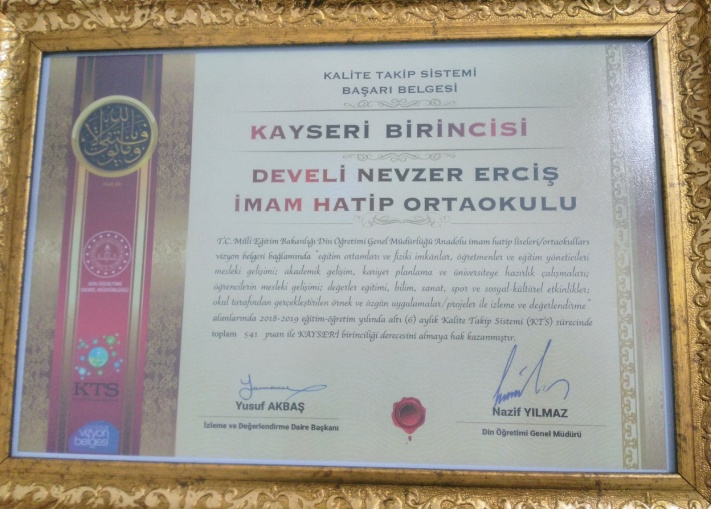 KALİTE TAKİP SİSTEMİ
BAŞARI BELGESİ
KAYSERİ BİRİNCİSİ
DEVELİ NEVZER ERCİŞ
İMAM HATİP ORTAOKULU
T.C. Milli Eğitim Bakanlığı Din Öğretimi Genel Müdürlüğü Anadolu imam hatip liseleri/ortaokulları
vizyon belgesi bağlamında "eğitim ortamları ve fiziki imkanlar, öğretmenler ve eğitim yöneticileri
mesleki gelişimi; akademik gelişim, kariyer planlama ve üniversiteye hazırlık çalışmaları;
öğrencilerin mesleki gelişimi; değerler eğitimi, bilim, sanat, spor ve sosyal-kültürel etkinlikler;
okul tarafından gerçekleştirilen örnek ve özgün uygulamalar/projeler ile izleme ve değerlendirme"
alanlarında 2018-2019 eğitim-öğretim yılında altı (6) aylık Kalite Takip Sistemi (KTS) sürecinde
toplam 541 puan ile KAYSERİ birinciliği derecesini almaya hak kazanmıştır.
Yusuf AKBAŞ
İzleme ve Değerlendirme Daire Başkanı
Nazif YILMAZ
Din Öğretimi Genel Müdürü
DİN ÖĞRETİMİ
GENEL MÜDÜRLÜĞÜ
KTS
vizyon
belgesi